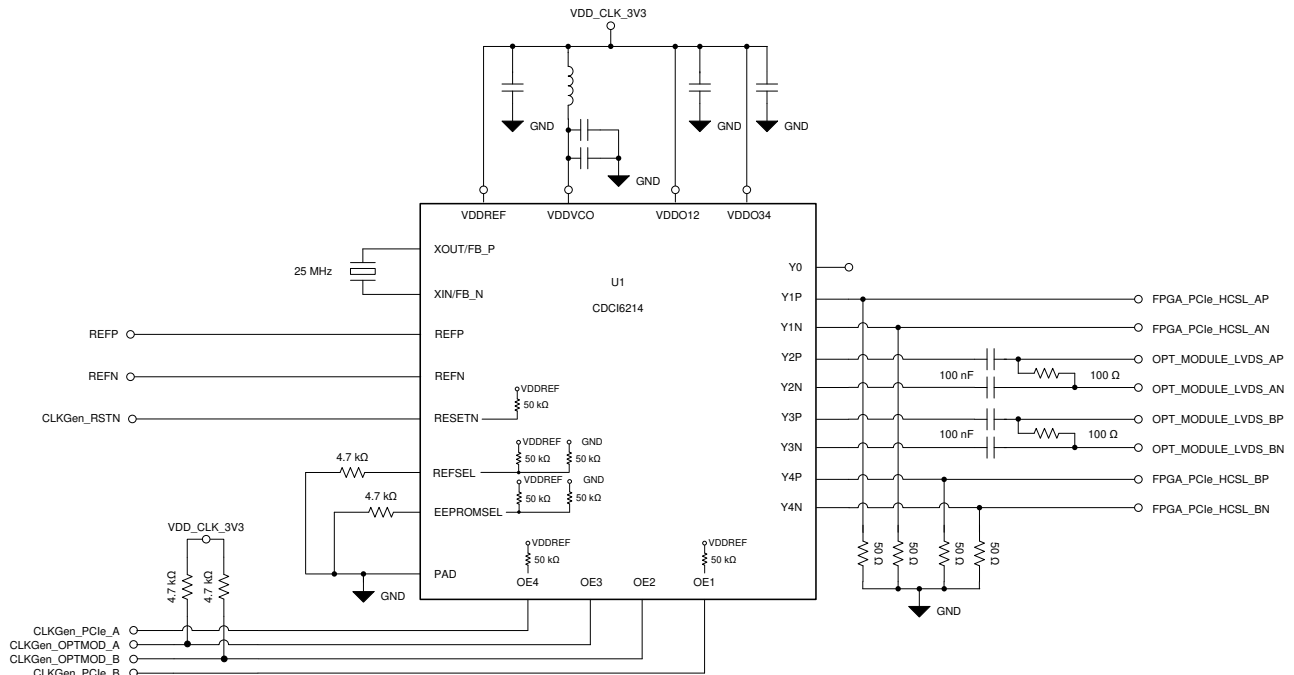 VDD_CLK_3V3
GND
GND
GND
GND
VDDREF
VDDVCO
VDDO12
VDDO34
XOUT/FB_P
25 MHz
XIN/FB_N
U1
CDCI6214
Y0
Y1P
FPGA_PCIe_HCSL_AP
Y1N
FPGA_PCIe_HCSL_AN
REFP
REFP
Y2P
OPT_MODULE_LVDS_AP
100 nF
100 Ω
REFN
REFN
Y2N
OPT_MODULE_LVDS_AN
VDDREF
50 kΩ
CLKGen_RSTN
RESETN
Y3P
OPT_MODULE_LVDS_BP
100 nF
100 Ω
VDDREF
GND
Y3N
OPT_MODULE_LVDS_BN
4.7 kΩ
50 kΩ
50 kΩ
REFSEL
Y4P
FPGA_PCIe_HCSL_BP
VDDREF
GND
4.7 kΩ
50 kΩ
50 kΩ
EEPROMSEL
Y4N
FPGA_PCIe_HCSL_BN
VDD_CLK_3V3
VDDREF
50 kΩ
VDDREF
50 kΩ
50 Ω
50 Ω
50 Ω
50 Ω
4.7 kΩ
4.7 kΩ
PAD
OE4
OE3
OE2
OE1
GND
GND
CLKGen_PCIe_A
CLKGen_OPTMOD_A
CLKGen_OPTMOD_B
CLKGen_PCIe_B